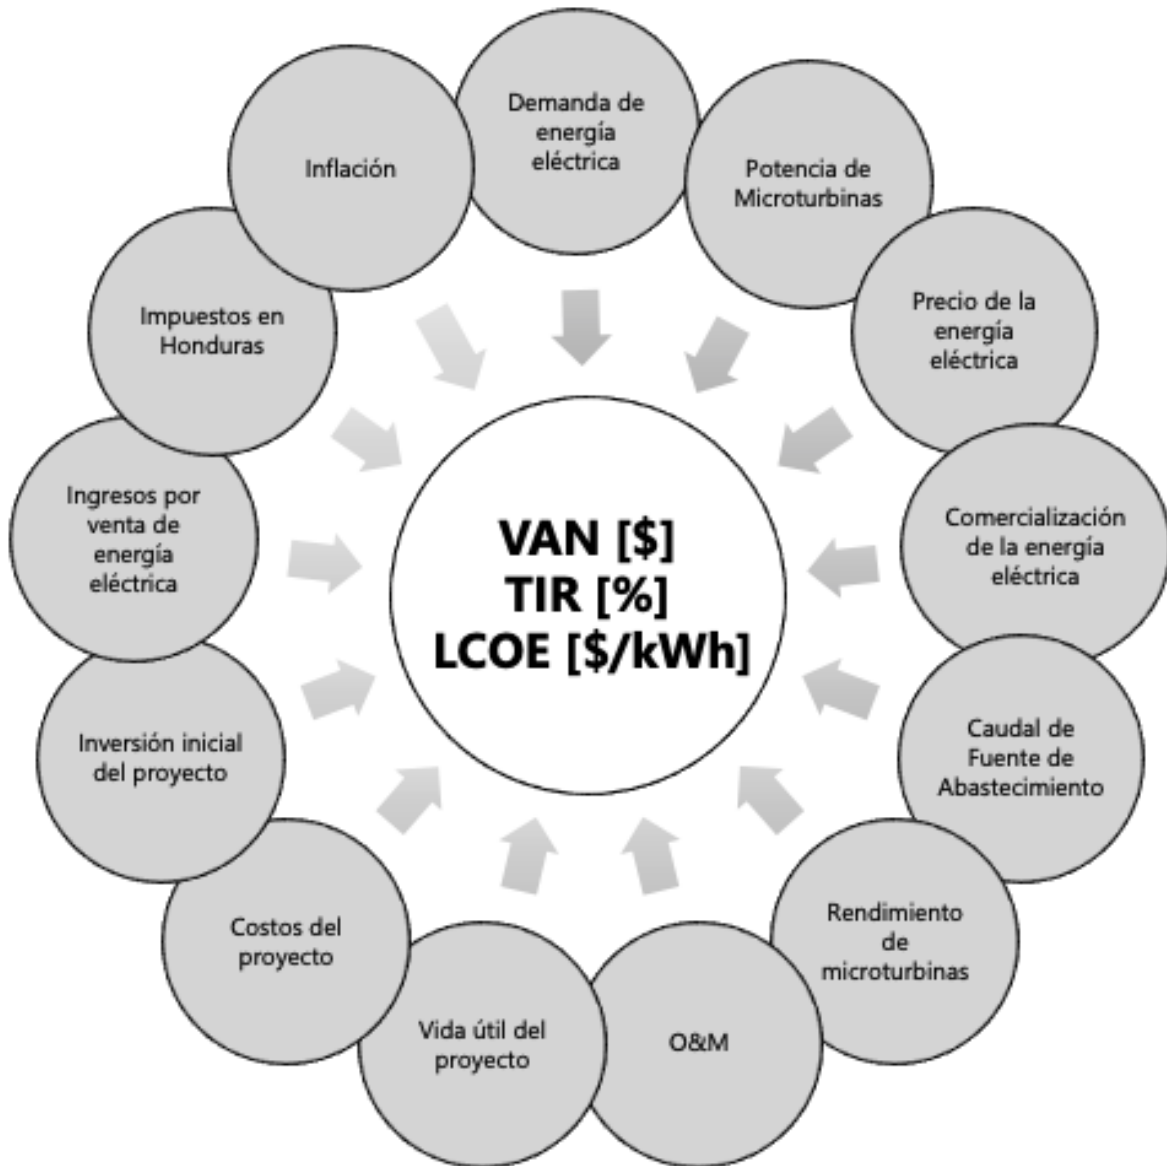 Demanda de
energía
eléctrica
Potencia de
Microturbinas
Precio de la
energía
eléctrica
Comercialización
de la energía
eléctrica
Caudal de
Fuente de
Abastecimiento
Rendimiento
de
microturbinas
O&M
Vida útil del
proyecto
Costos del
proyecto
Inversión inicial
del proyecto
Ingresos por
venta de
energía
eléctrica
Impuestos en
Honduras
Inflación
VAN [$]
TIR [%]
LCOE [$/kWh]